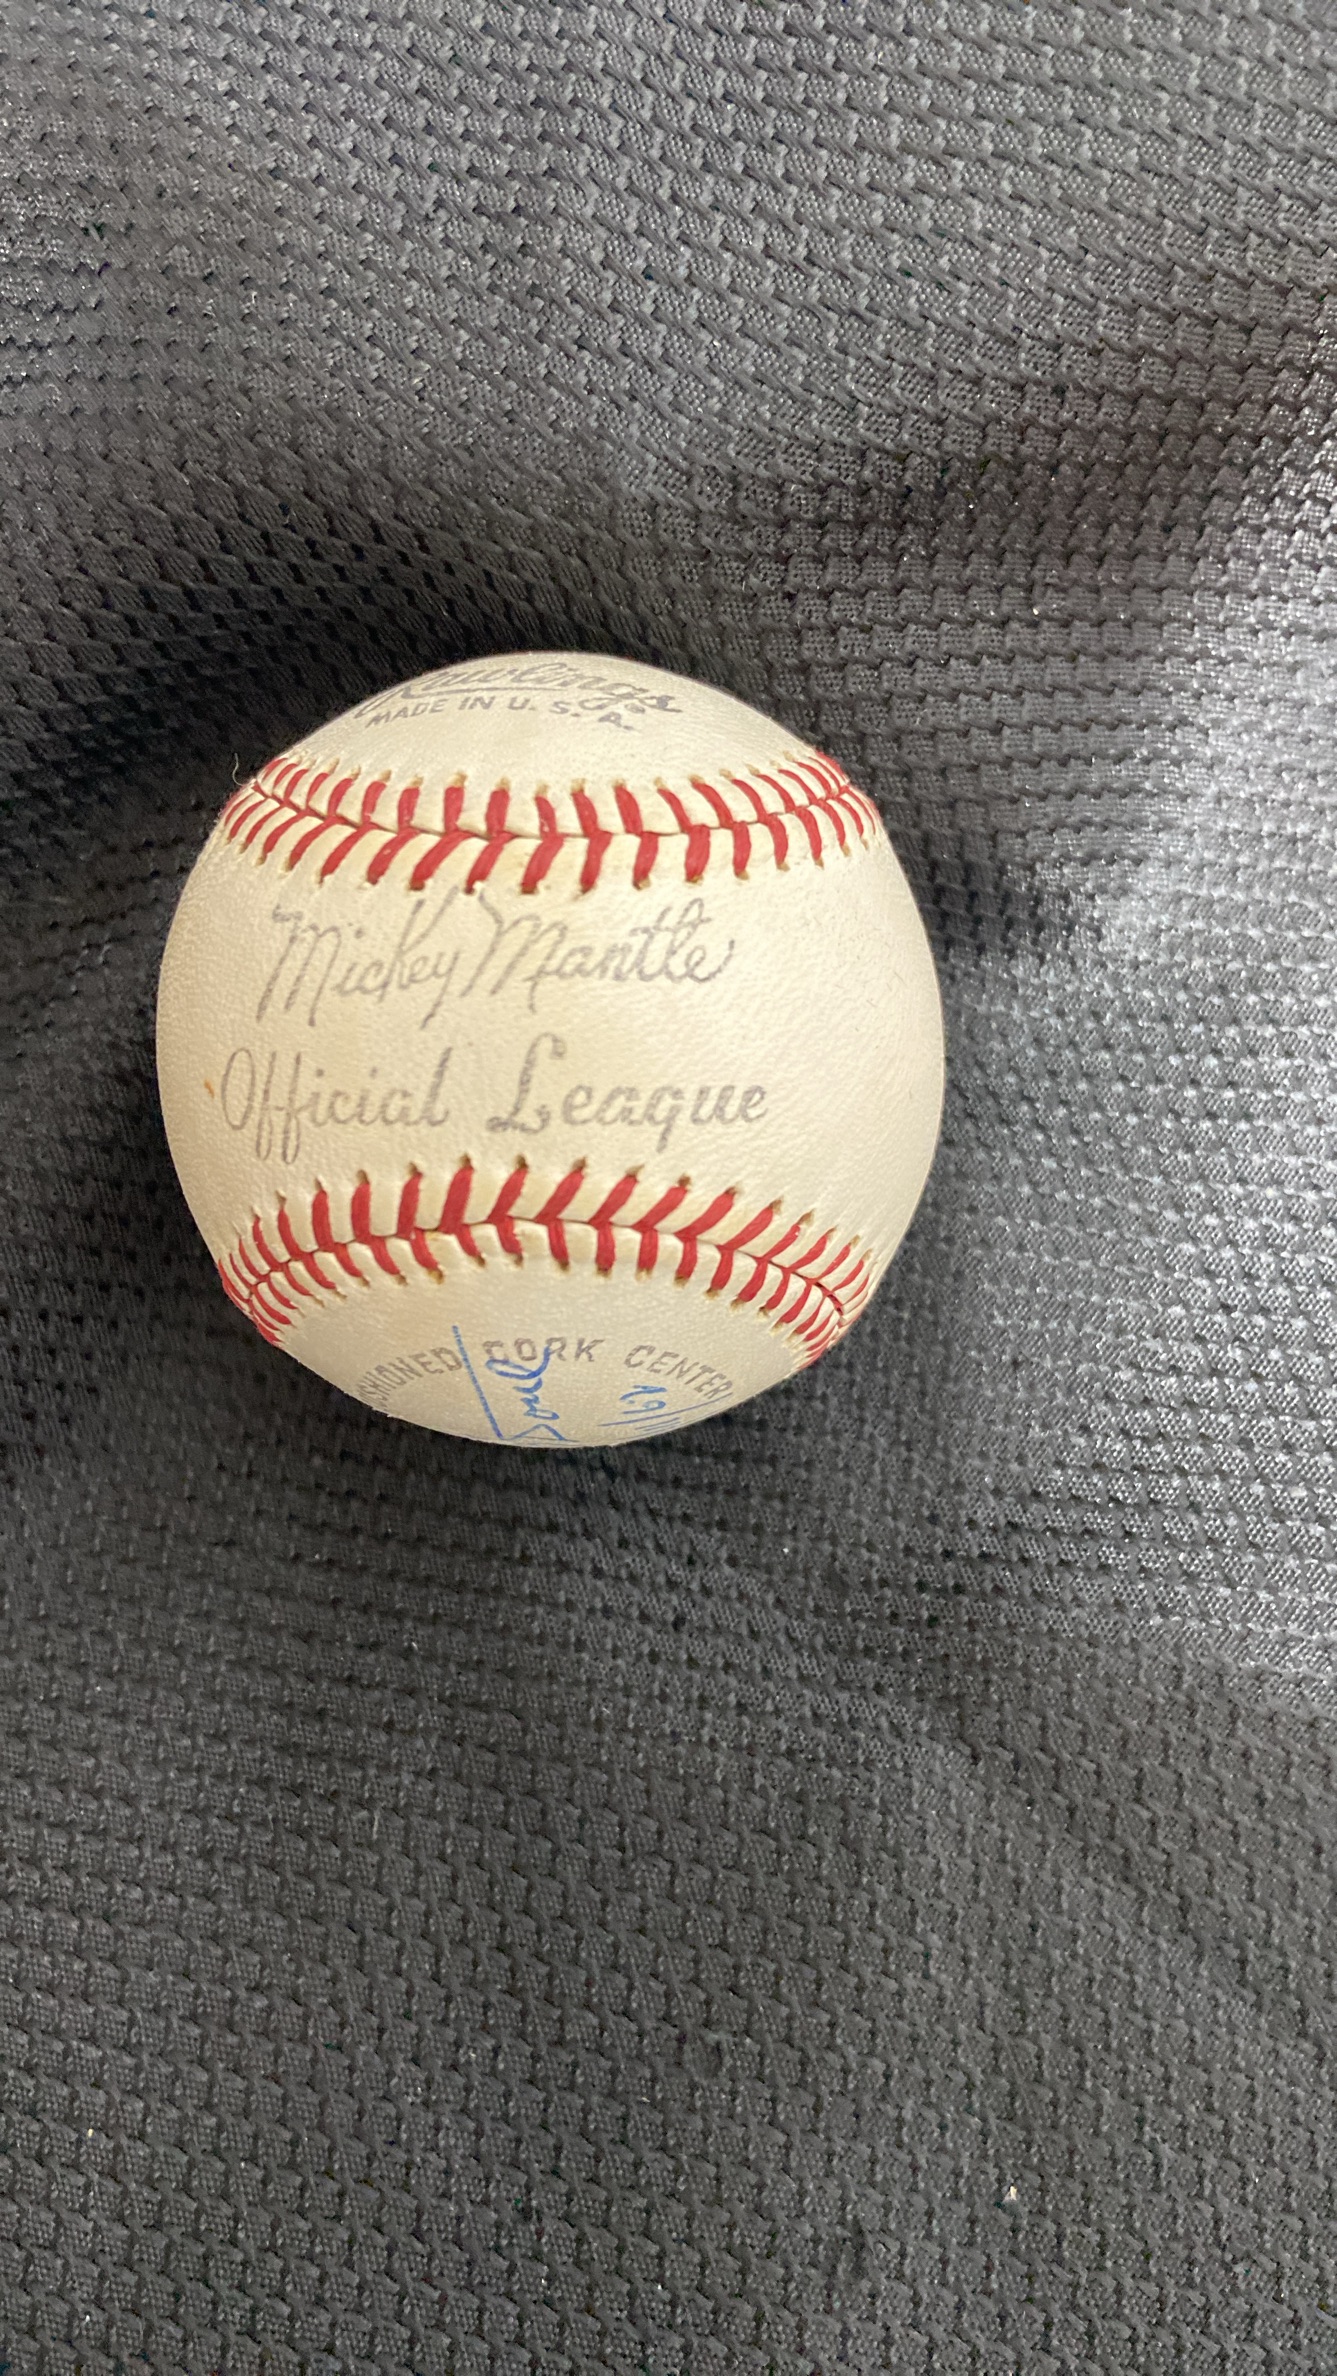 Rawlings
MADE IN U. S. A.
Mickey Mantle
Official League
CORK CENTER